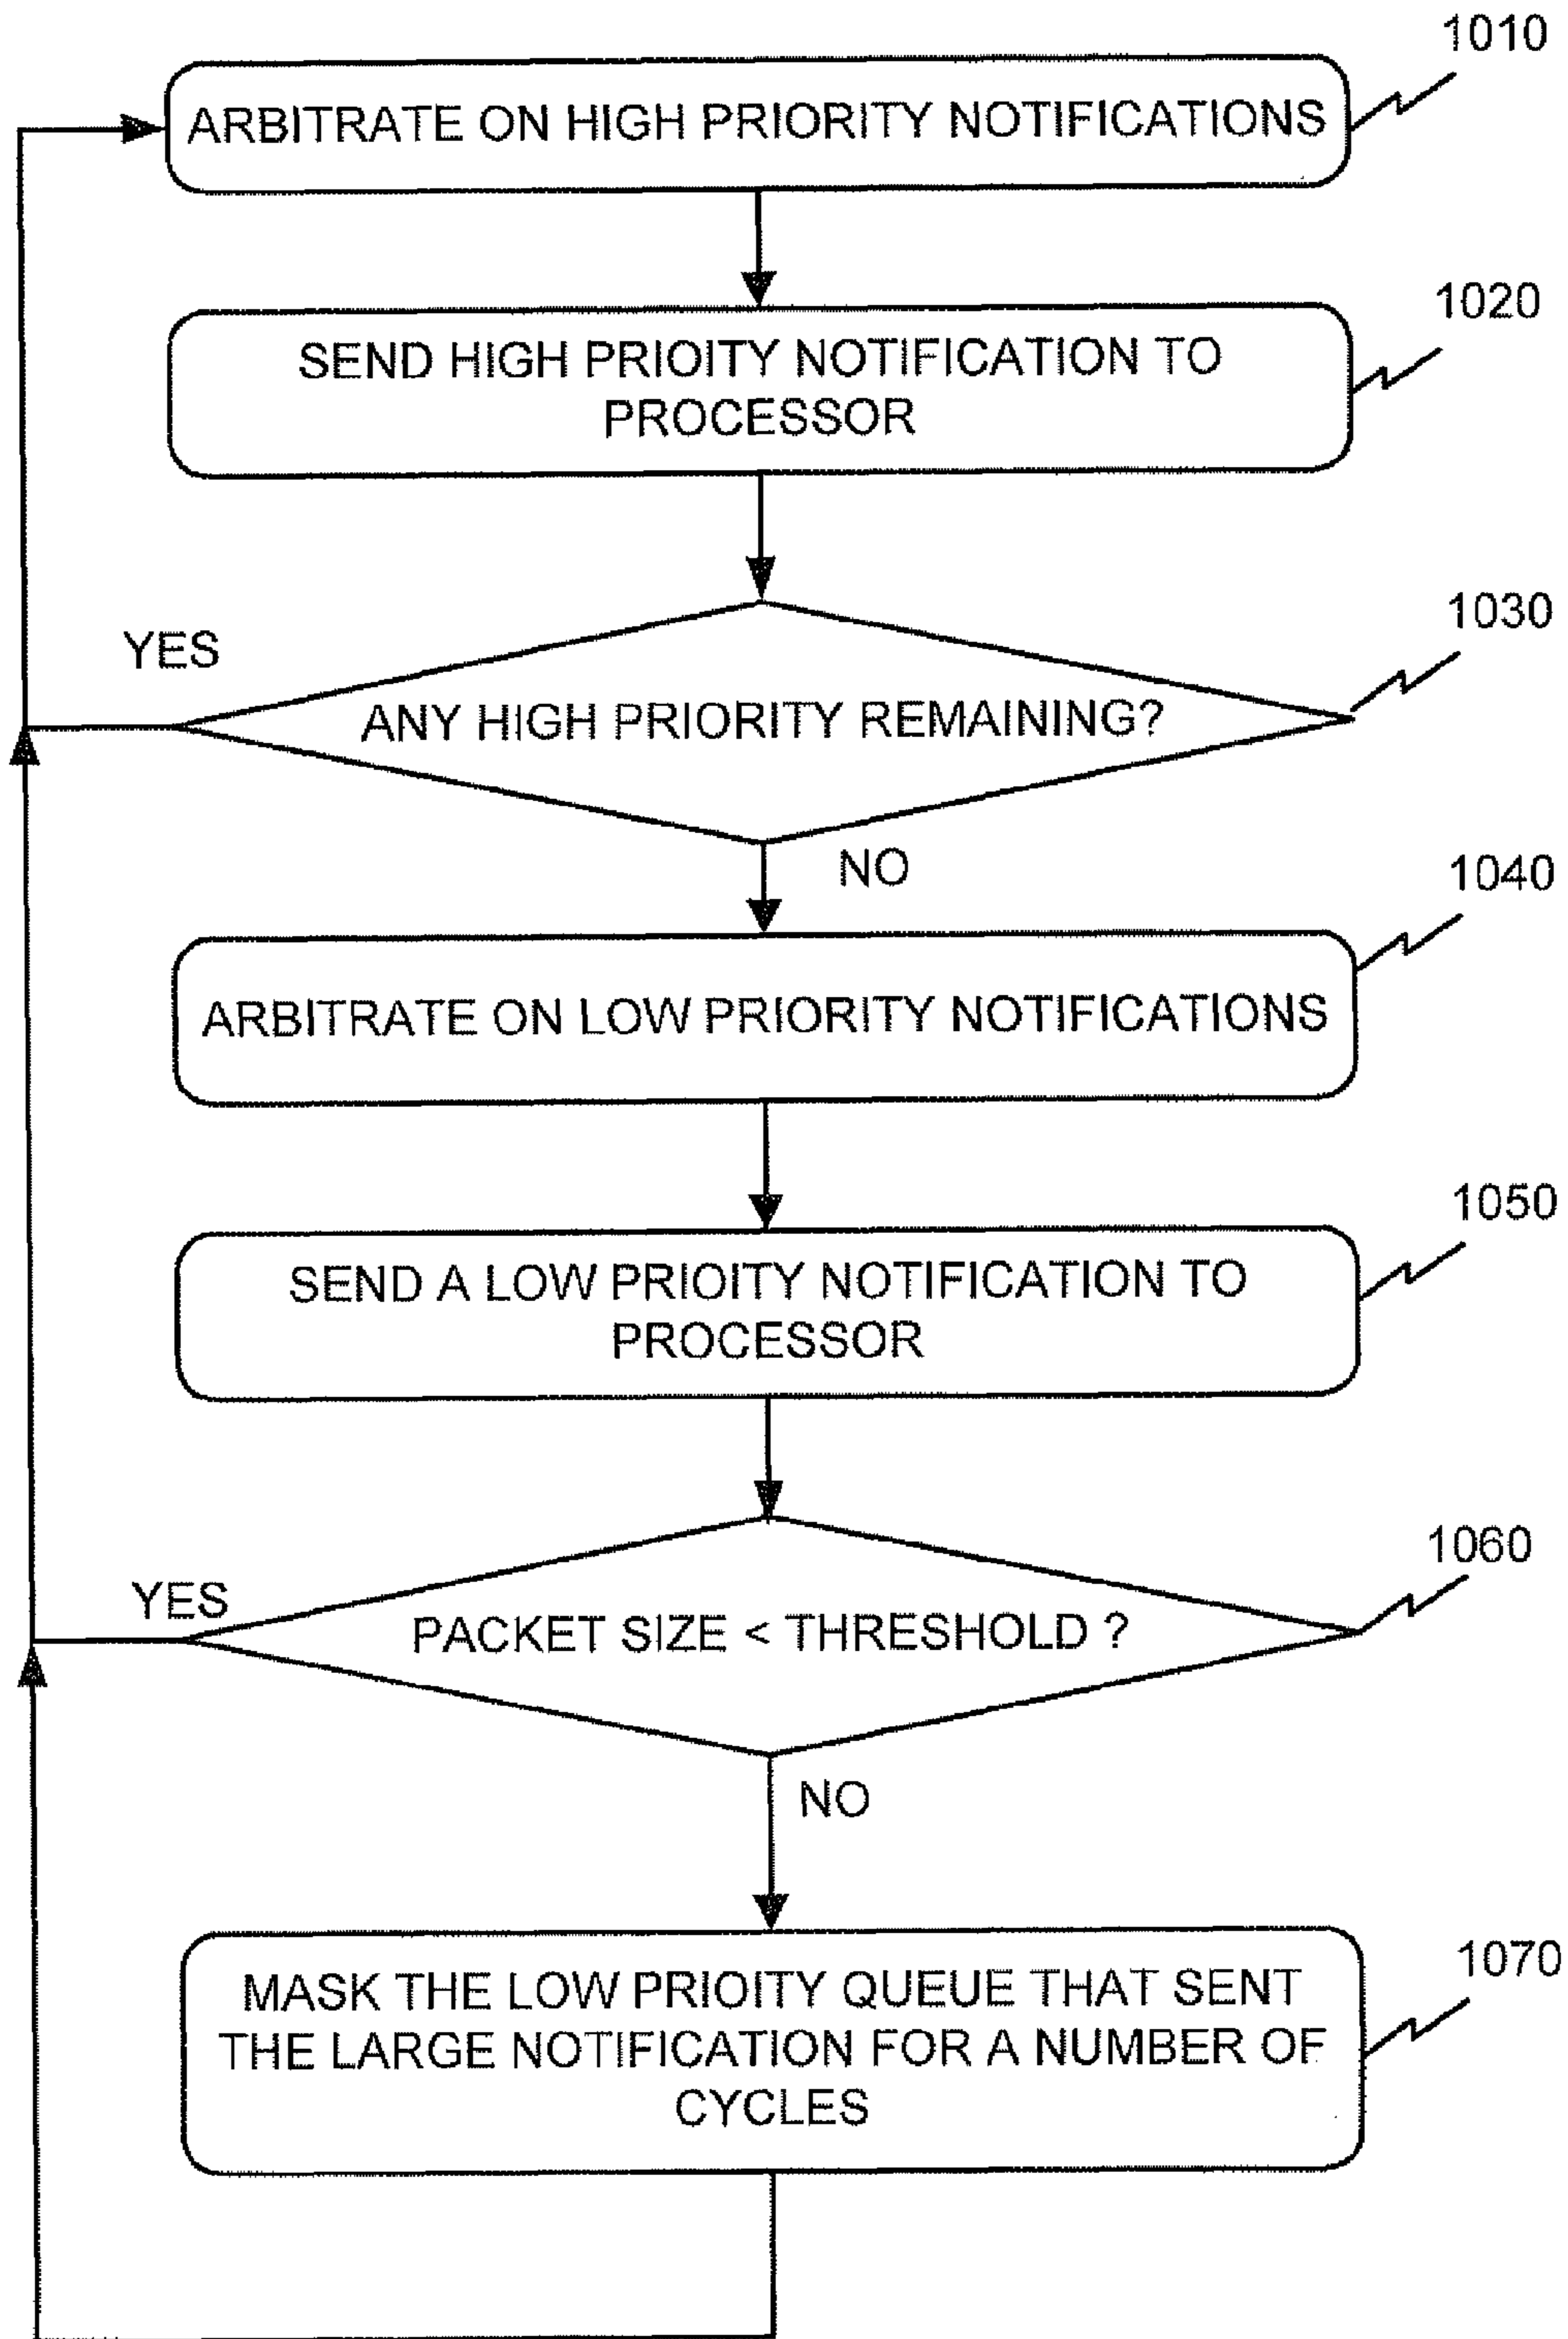 1010
ARBITRATE ON HIGH PRIORITY NOTIFICATIONS
1020
SEND HIGH PRIOITY NOTIFICATION TO
PROCESSOR
1030
YES
ANY HIGH PRIORITY REMAINING?
NO
1040
ARBITRATE ON LOW PRIORITY NOTIFICATIONS
1050
SEND A LOW PRIOITY NOTIFICATION TO
PROCESSOR
1060
YES
PACKET SIZE < THRESHOLD ?
NO
1070
MASK THE LOW PRIOITY QUEUE THAT SENT
THE LARGE NOTIFICATION FOR A NUMBER OF
CYCLES